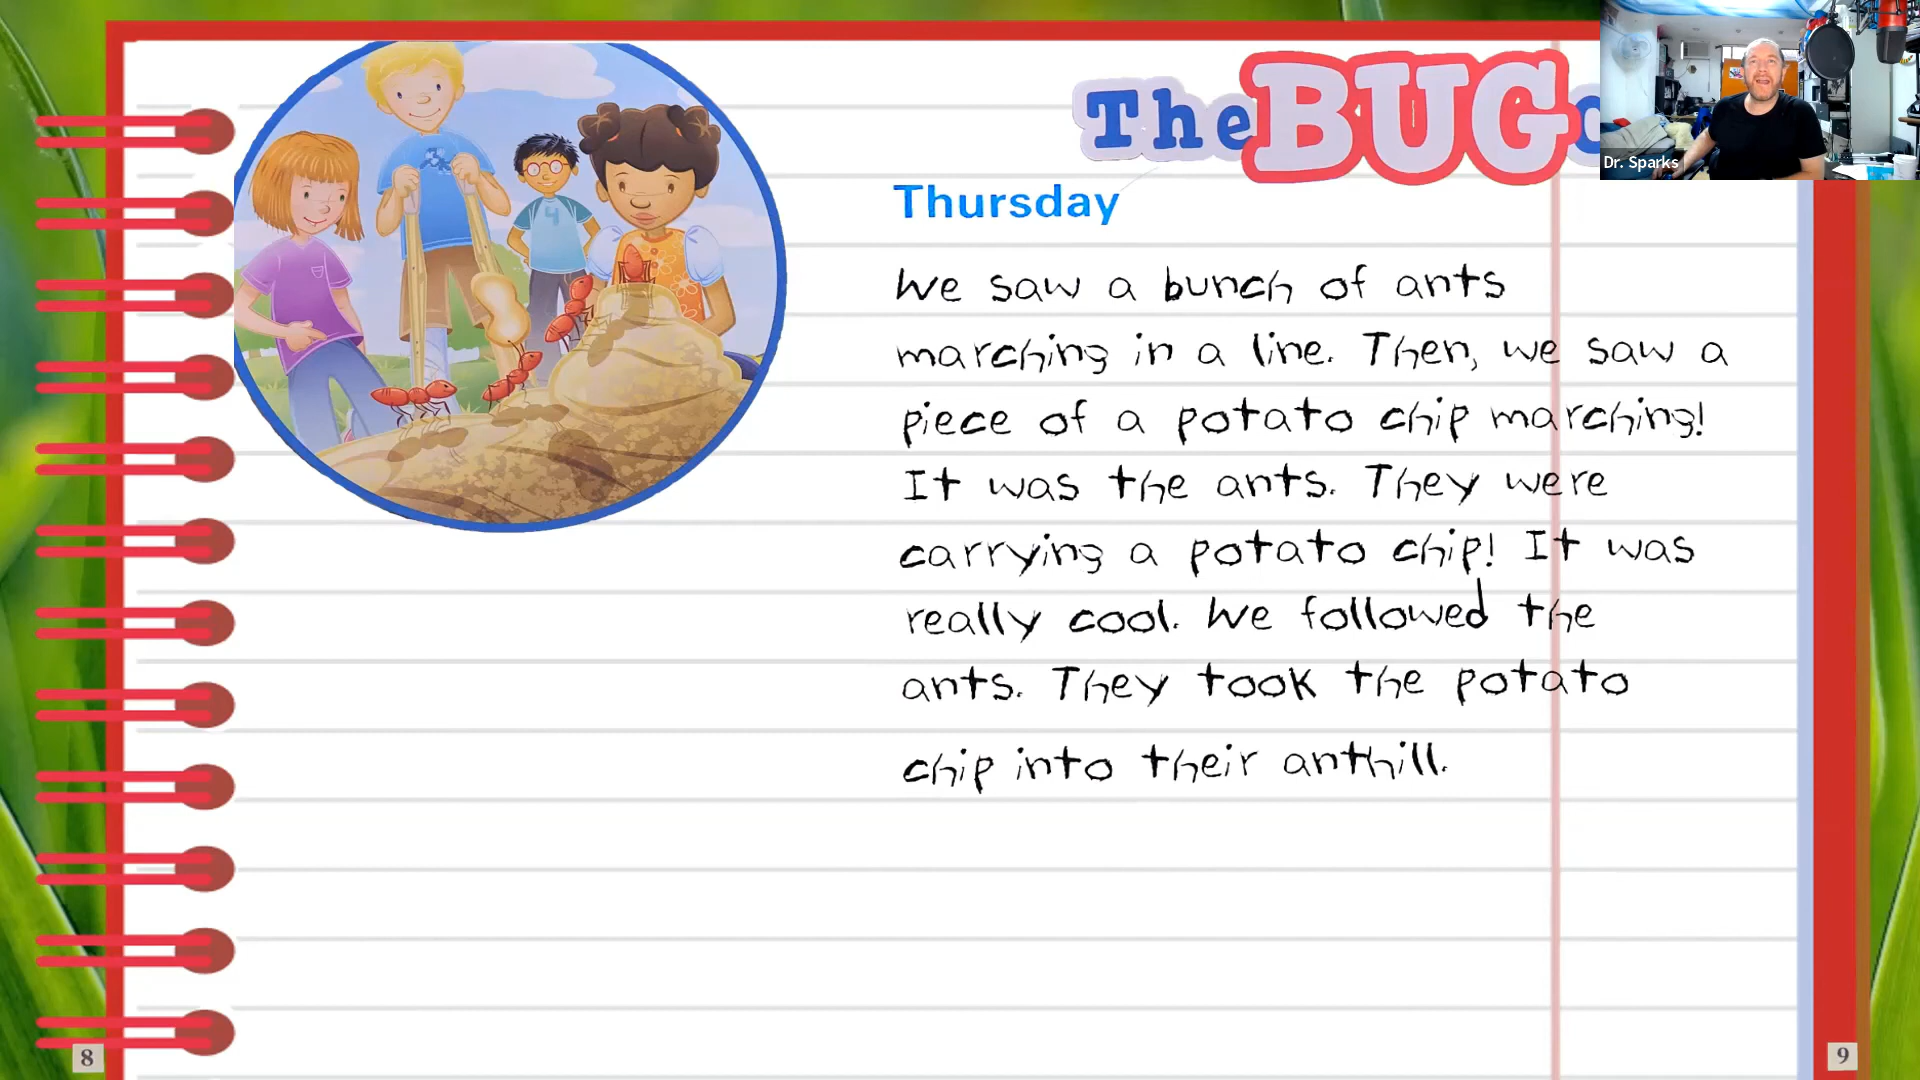 The BUG
Dr. Sparks
Thursday
We saw a bunch of ants
marching in a line. Then, we saw a
piece of a potato chip marching!
It was the ants. They were
carrying a potato chip! It was
really cool. We followed the
ants. They took the potato
chip into their anthill.
4
8
9